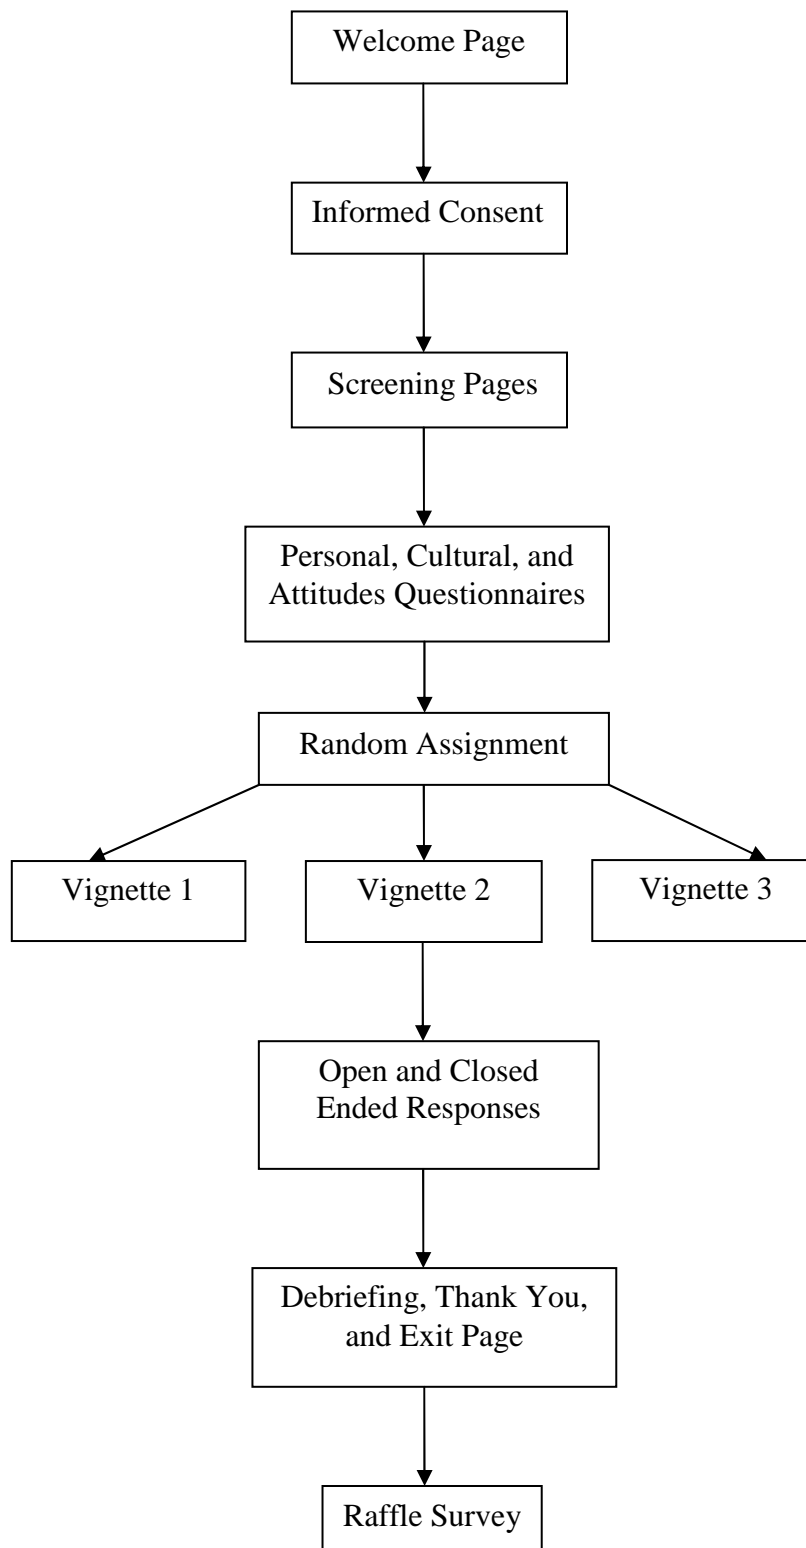 Welcome Page
Informed Consent
Screening Pages
Personal, Cultural, and
Attitudes Questionnaires
Random Assignment
Vignette 1
Vignette 2
Vignette 3
Open and Closed
Ended Responses
Debriefing, Thank You,
and Exit Page
Raffle Survey